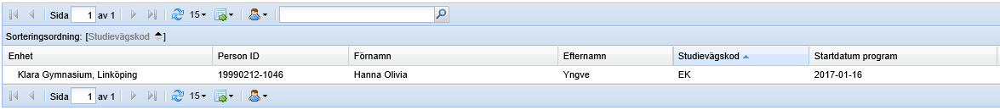 Sida 1 av 1 15
Sorteringsordning: [Studievägskod]
Enhet Person ID Förnamn Efternamn Studievägskod Startdatum program
Klara Gymnasium, Linköping 19990212-1046 Hanna Olivia Yngve EK 2017-01-16
Sida 1 av 1 15